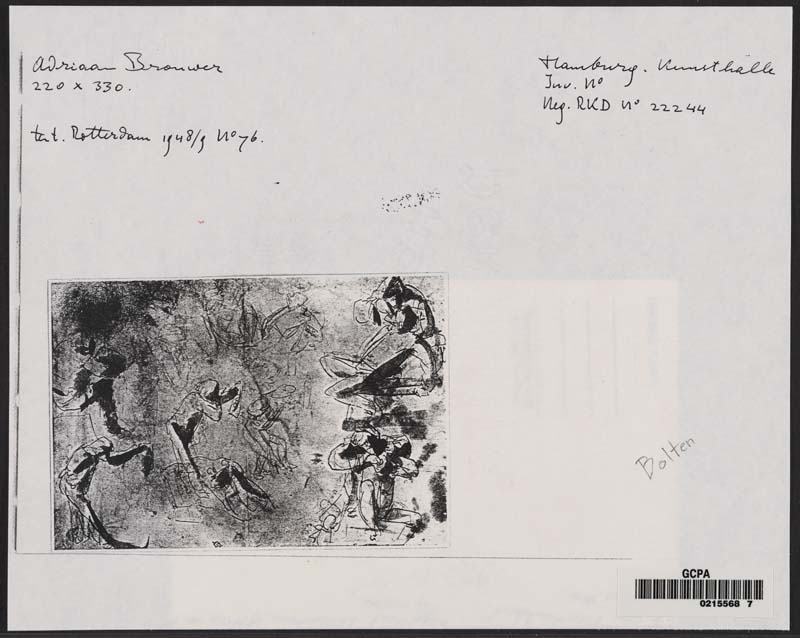 Adriaan Brouwer
220 x 330.
tent. Rotterdam 1948/9 No 76.
Hamburg. Kunsthalle
Inv. No
Neg. RKD No 22244
Bolten
GCPA
0215568 7